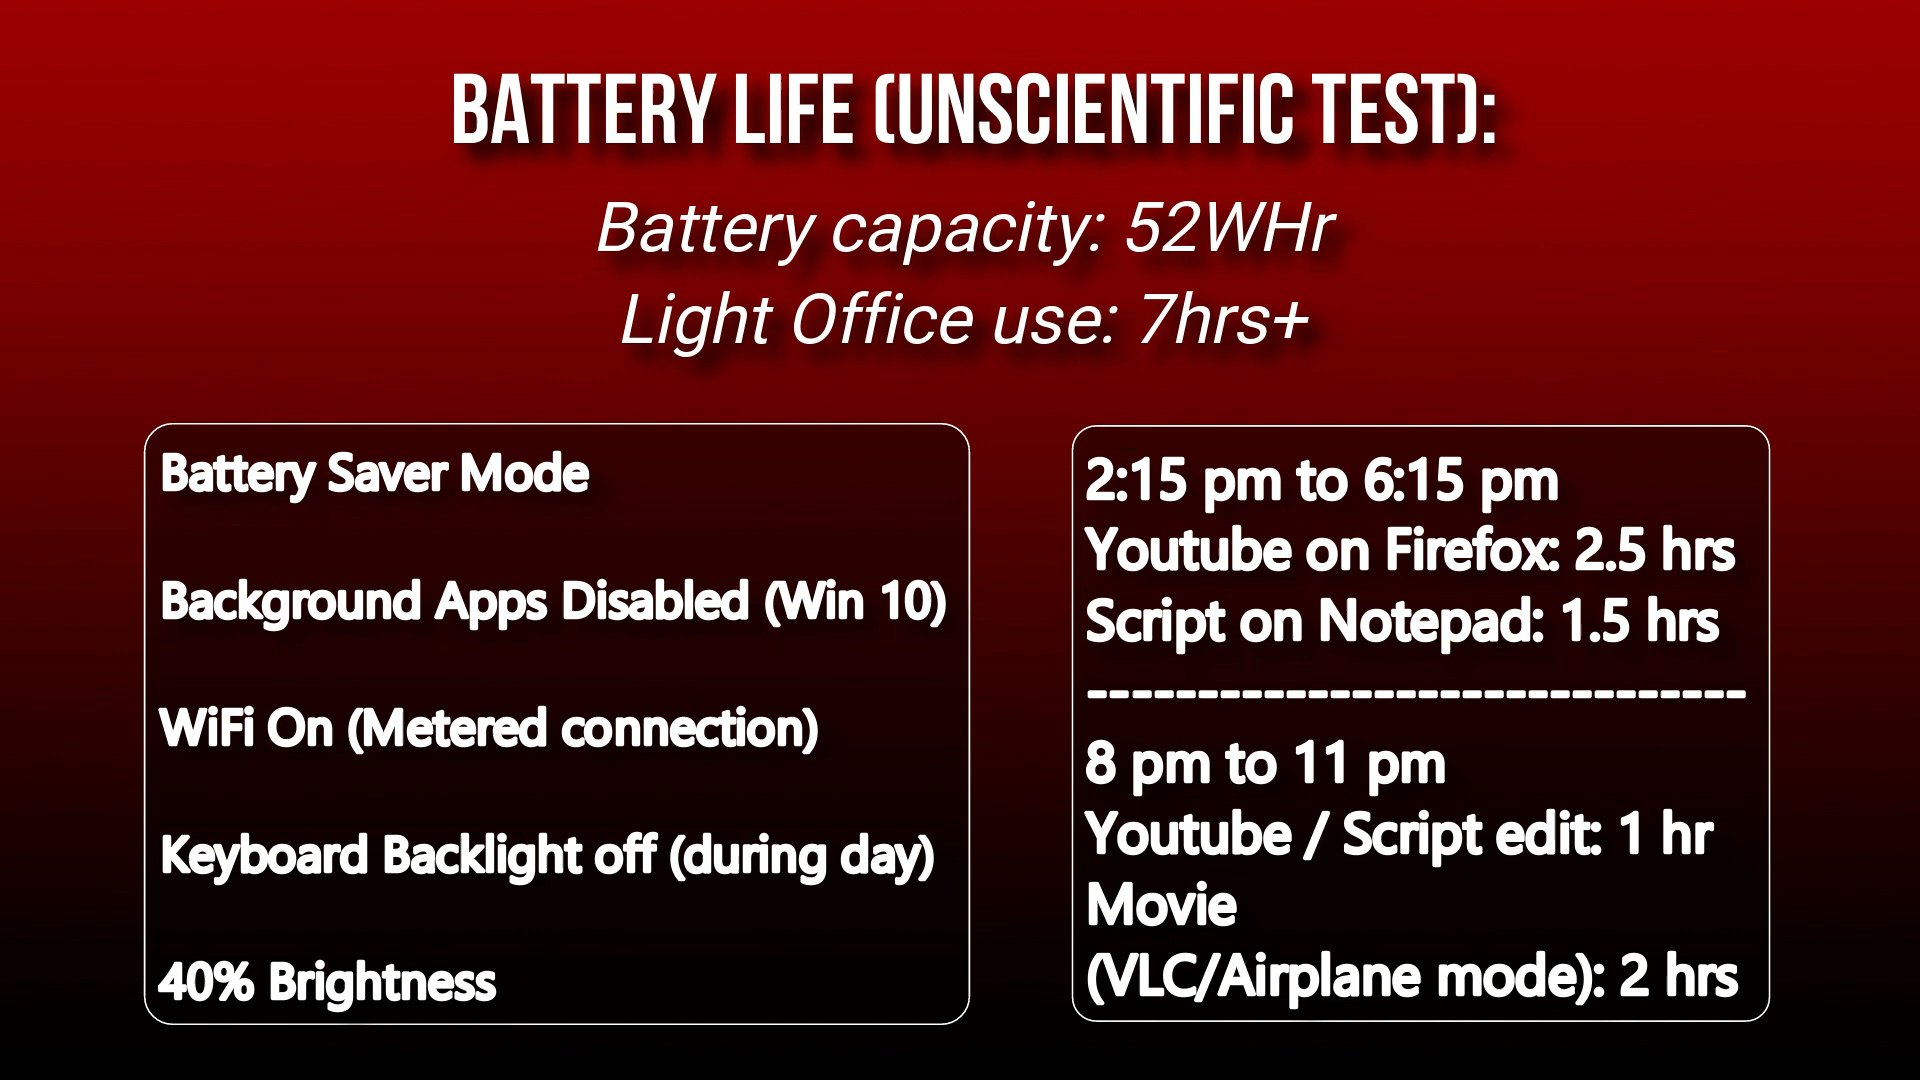 BATTERY LIFE (UNSCIENTIFIC TEST):
Battery capacity: 52WHr
Light Office use: 7hrs+
Battery Saver Mode
Background Apps Disabled (Win 10)
WiFi On (Metered connection)
Keyboard Backlight off (during day)
40% Brightness
2:15 pm to 6:15 pm
Youtube on Firefox: 2.5 hrs
Script on Notepad: 1.5 hrs
------------------------------
8 pm to 11 pm
Youtube / Script edit: 1 hr
Movie
(VLC/Airplane mode): 2 hrs